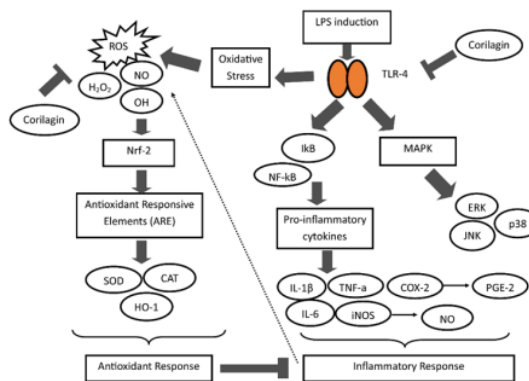 LPS induction
ROS
NO
H₂O₂
OH
Oxidative
Stress
TLR-4
Corilagin
Corilagin
Nrf-2
IkB
NF-kB
MAPK
Antioxidant Responsive
Elements (ARE)
Pro-inflammatory
cytokines
ERK
p38
JNK
SOD
CAT
HO-1
IL-1β
TNF-a
COX-2
PGE-2
IL-6
iNOS
NO
Antioxidant Response
Inflammatory Response